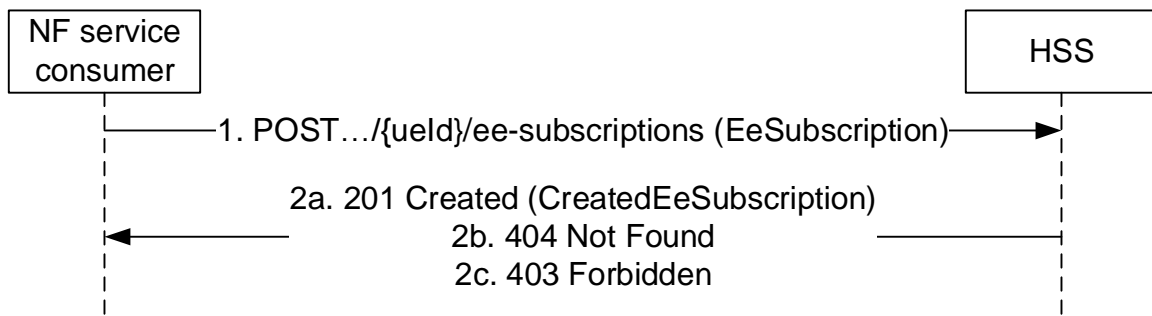 NF service
consumer
HSS
1. POST…/{ueId}/ee-subscriptions (EeSubscription)
2a. 201 Created (CreatedEeSubscription)
2b. 404 Not Found
2c. 403 Forbidden